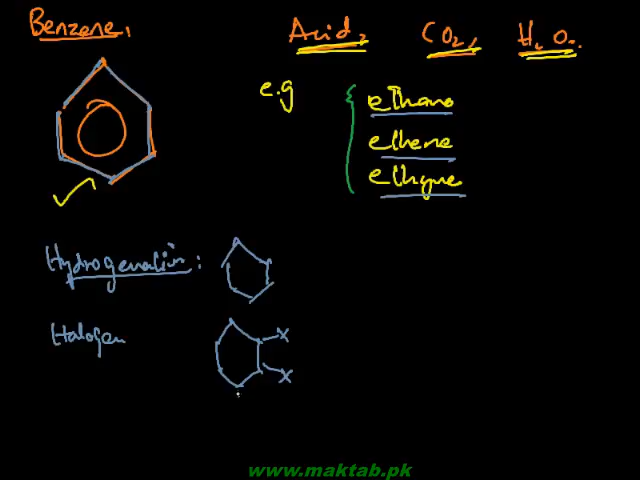 Benzene,
Acid, CO2, H2O.
e.g
ethane
ethene
ethyne
Hydrogenation:
Halogen
X
X
www.maktab.pk